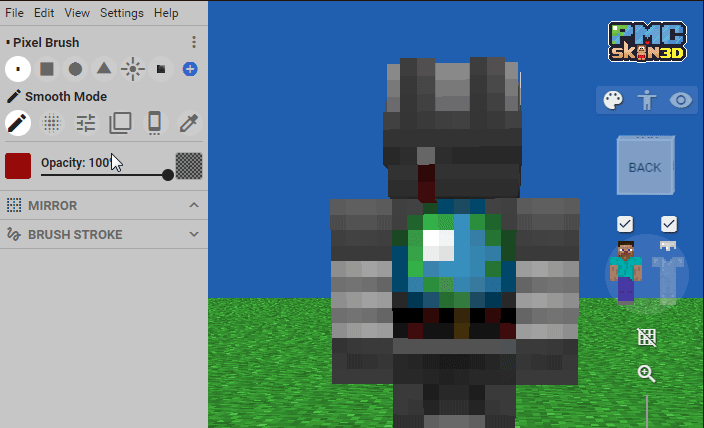 File Edit View Settings Help
Pixel Brush
Smooth Mode
Opacity: 100%
MIRROR
BRUSH STROKE
PMC
SKIN3D
BACK